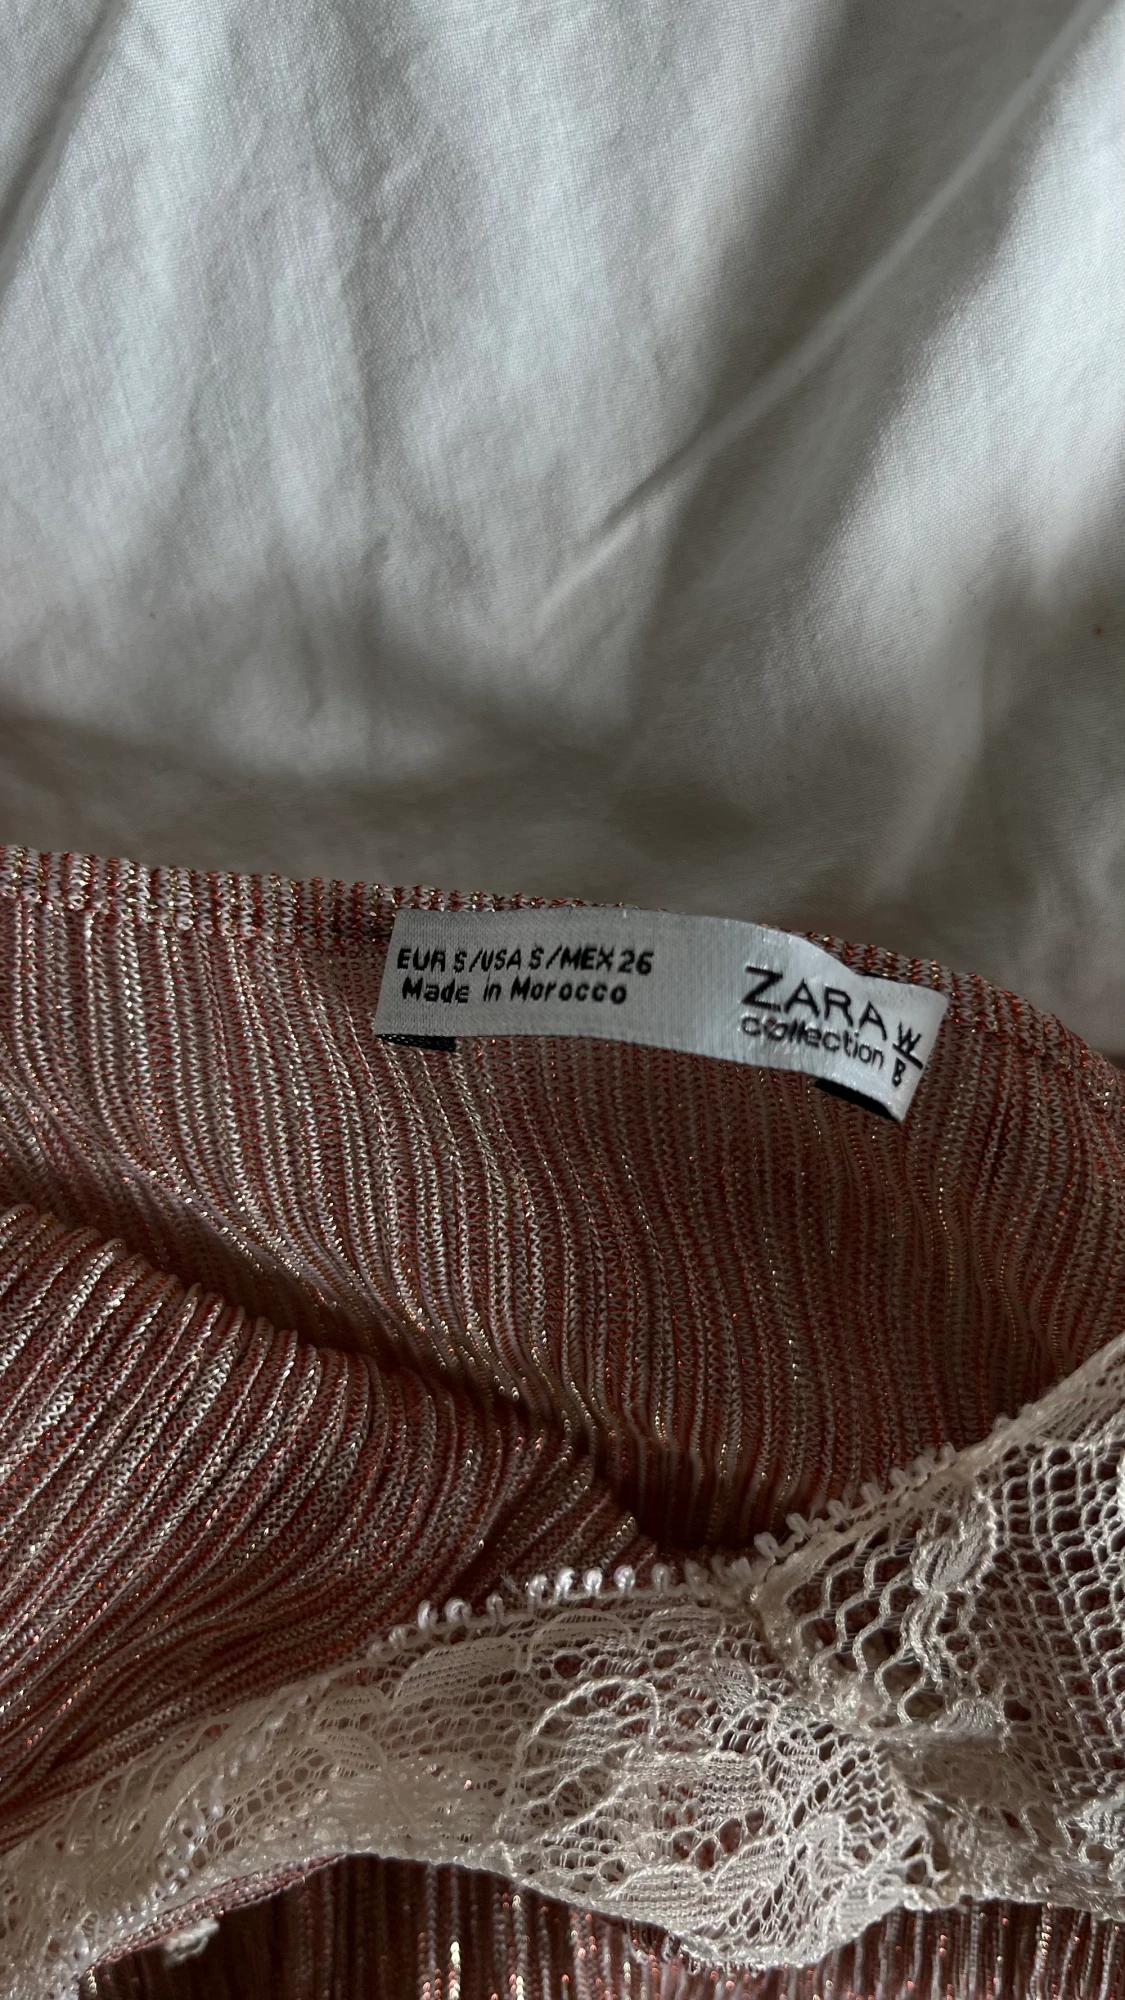 EUR S/USA S/MEX 26
Made in Morocco
ZARA
collection
W
B